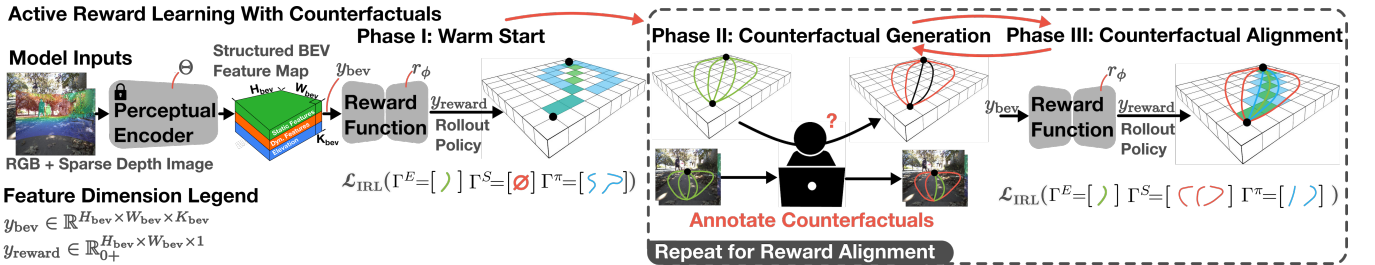 Active Reward Learning With Counterfactuals
Phase I: Warm Start
Phase II: Counterfactual Generation
Phase III: Counterfactual Alignment
Model Inputs
Θ
Perceptual
Encoder
RGB + Sparse Depth Image
Structured BEV
Feature Map
H_bev
W_bev
K_bev
Static Features
Dyn. Features
Elevation
y_bev
r_ϕ
Reward
Function
y_reward
Rollout
Policy
ℒ_IRL(Γ^E=[ ) ] Γ^S=[∅] Γ^π=[ ])
?
Annotate Counterfactuals
Repeat for Reward Alignment
y_bev
r_ϕ
Reward
Function
y_reward
Rollout
Policy
ℒ_IRL(Γ^E=[ ) ] Γ^S=[ ] Γ^π=[ ])
Feature Dimension Legend
y_bev ∈ ℝ^{H_bev×W_bev×K_bev}
y_reward ∈ ℝ_{0+}^{H_bev×W_bev×1}